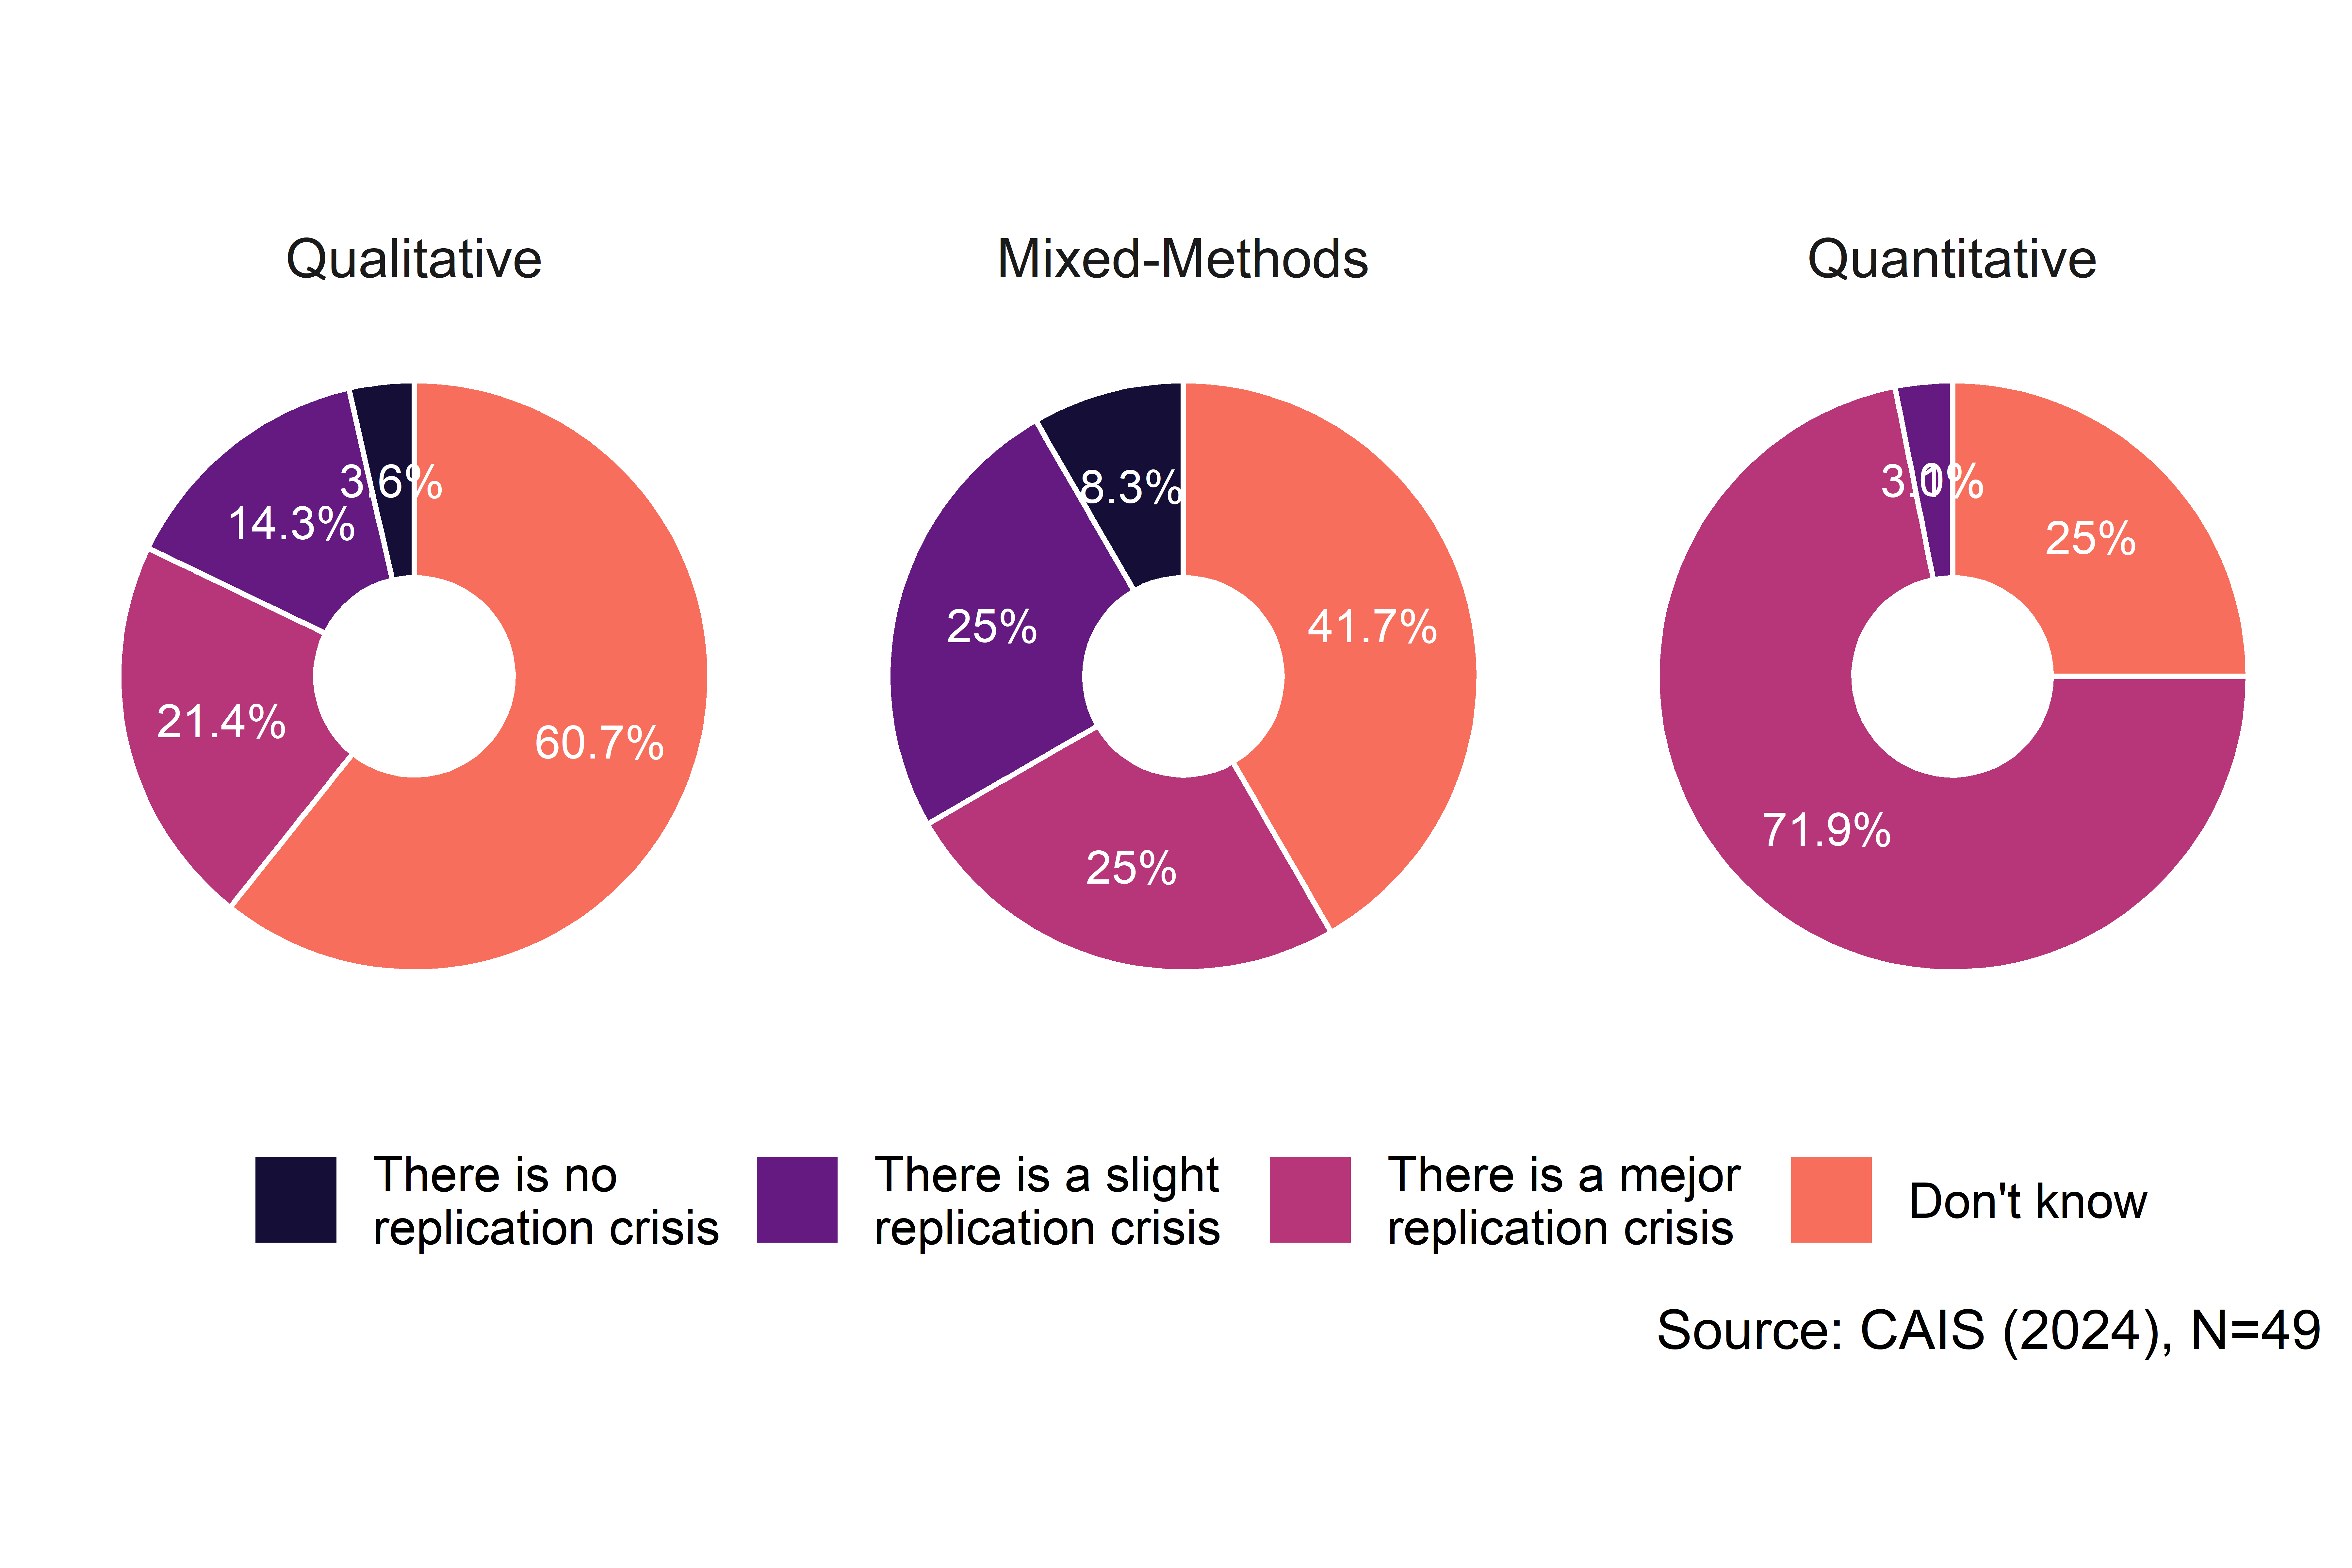 Qualitative
Mixed-Methods
Quantitative
3.6%
14.3%
21.4%
60.7%
8.3%
25%
41.7%
25%
25%
71.9%
There is no
replication crisis
There is a slight
replication crisis
There is a mejor
replication crisis
Don't know
Source: CAIS (2024), N=49